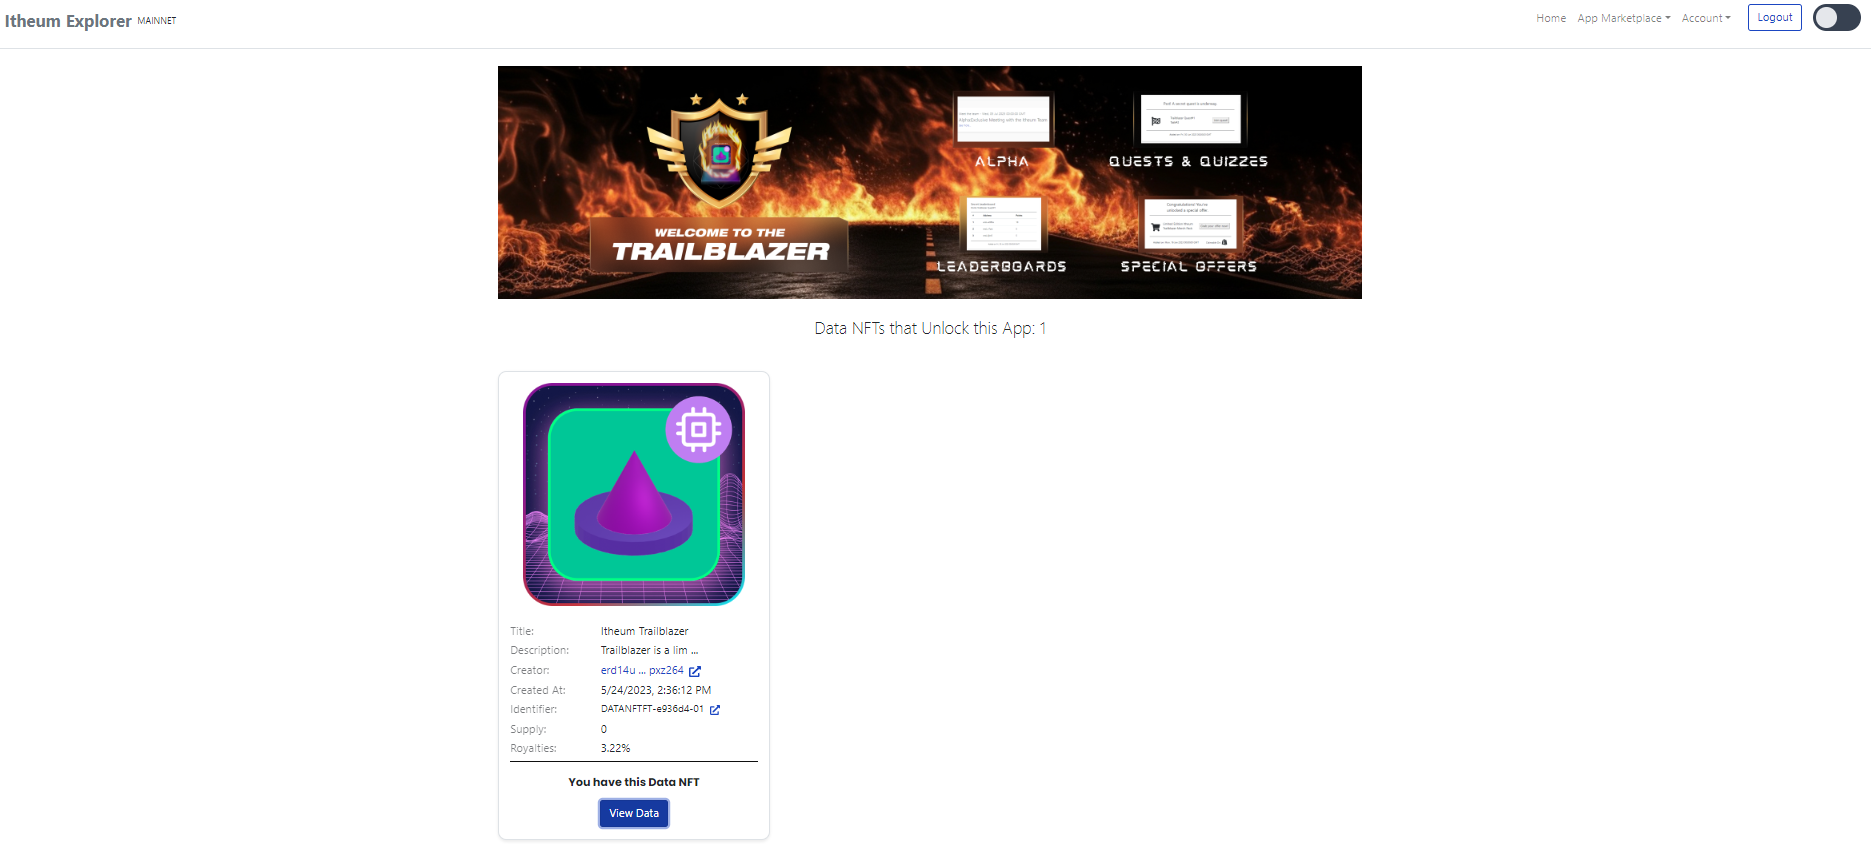 Itheum Explorer MAINNET
Home App Marketplace Account Logout
WELCOME TO THE
TRAILBLAZER
ALPHA
QUESTS & QUIZZES
LEADERBOARDS
SPECIAL OFFERS
Data NFTs that Unlock this App: 1
Title: Itheum Trailblazer
Description: Trailblazer is a lim ...
Creator: erd14u ... pxz264
Created At: 5/24/2023, 2:36:12 PM
Identifier: DATANFTFT-e936d4-01
Supply: 0
Royalties: 3.22%
You have this Data NFT
View Data